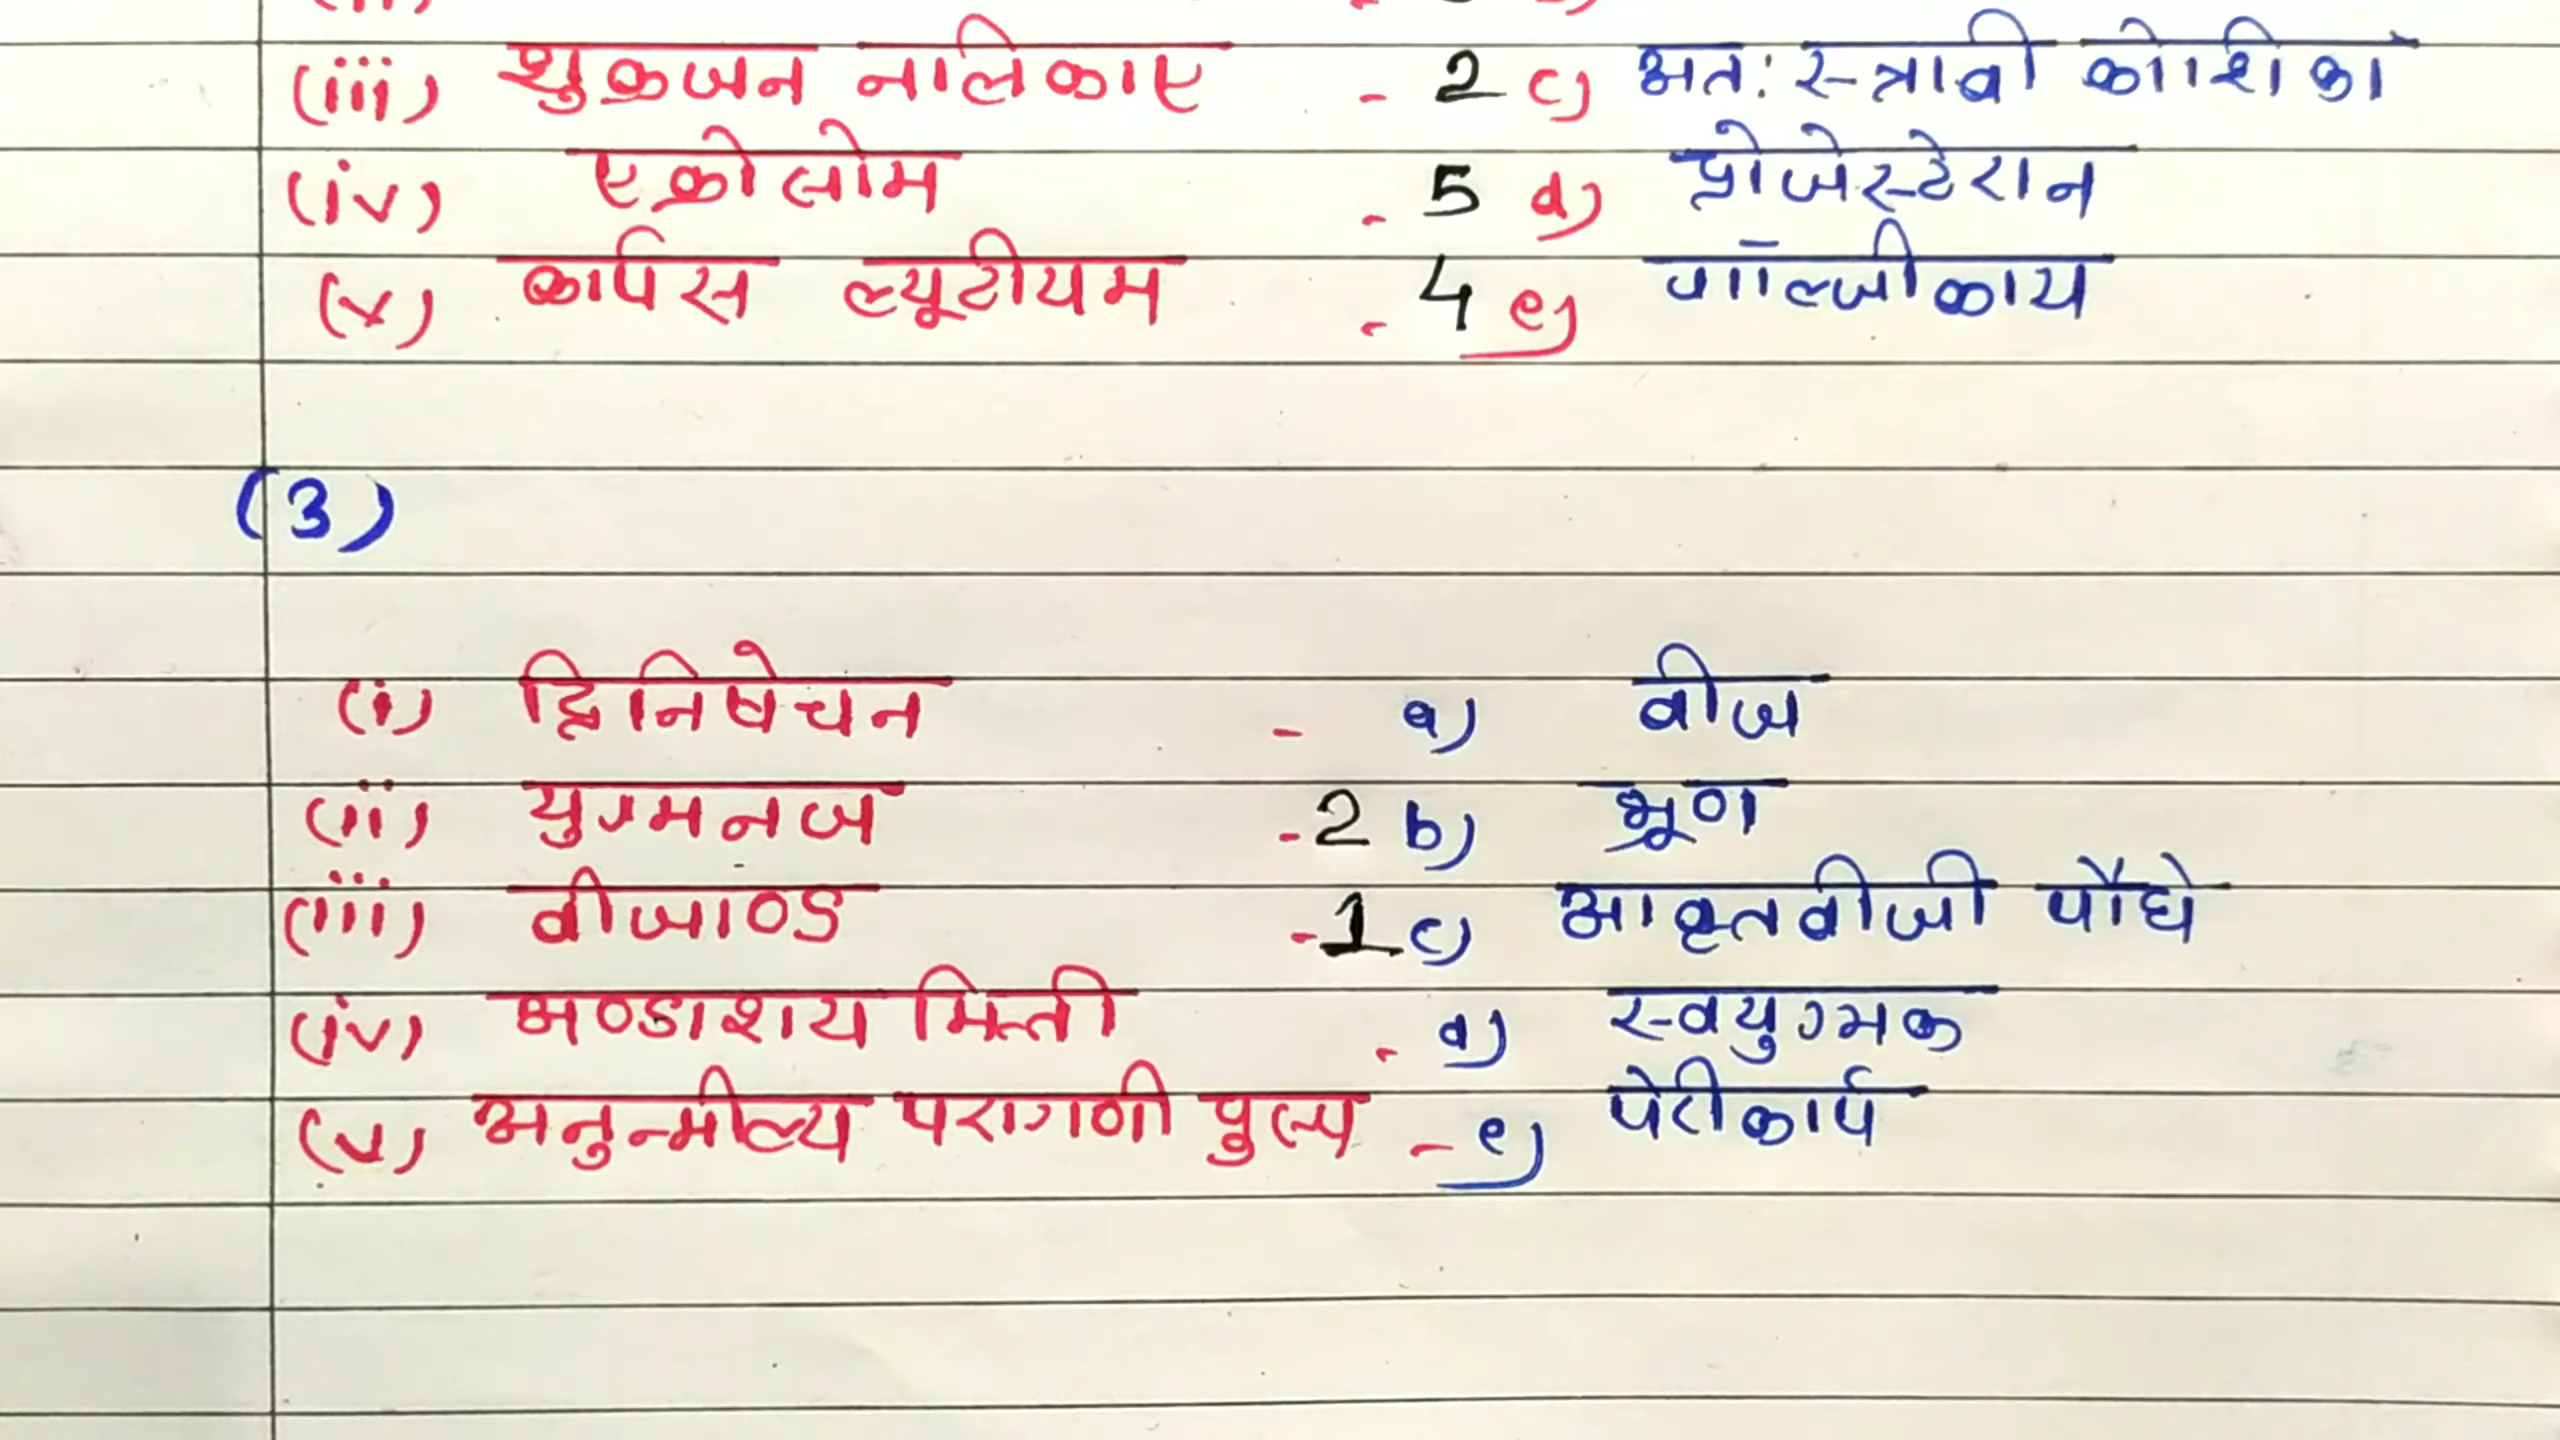 (iii) शुक्रजन नालिकाए - 2 c) अत: स्त्रावी कोशिका
(iv) एक्रोसोम - 5 d) प्रोजेस्टेरान
(v) कार्पस ल्यूटीयम - 4 e) गॉल्जीकाय
(3)
(i) द्विनिषेचन - a) बीज
(ii) युग्मनज - 2 b) भ्रूण
(iii) बीजाण्ड - 1 c) आवृतबीजी पौधे
(iv) अण्डाशय भित्ती - d) स्वयुग्मक
(v) अनुन्मील्य परागणी पुष्प - e) पेरीकार्प